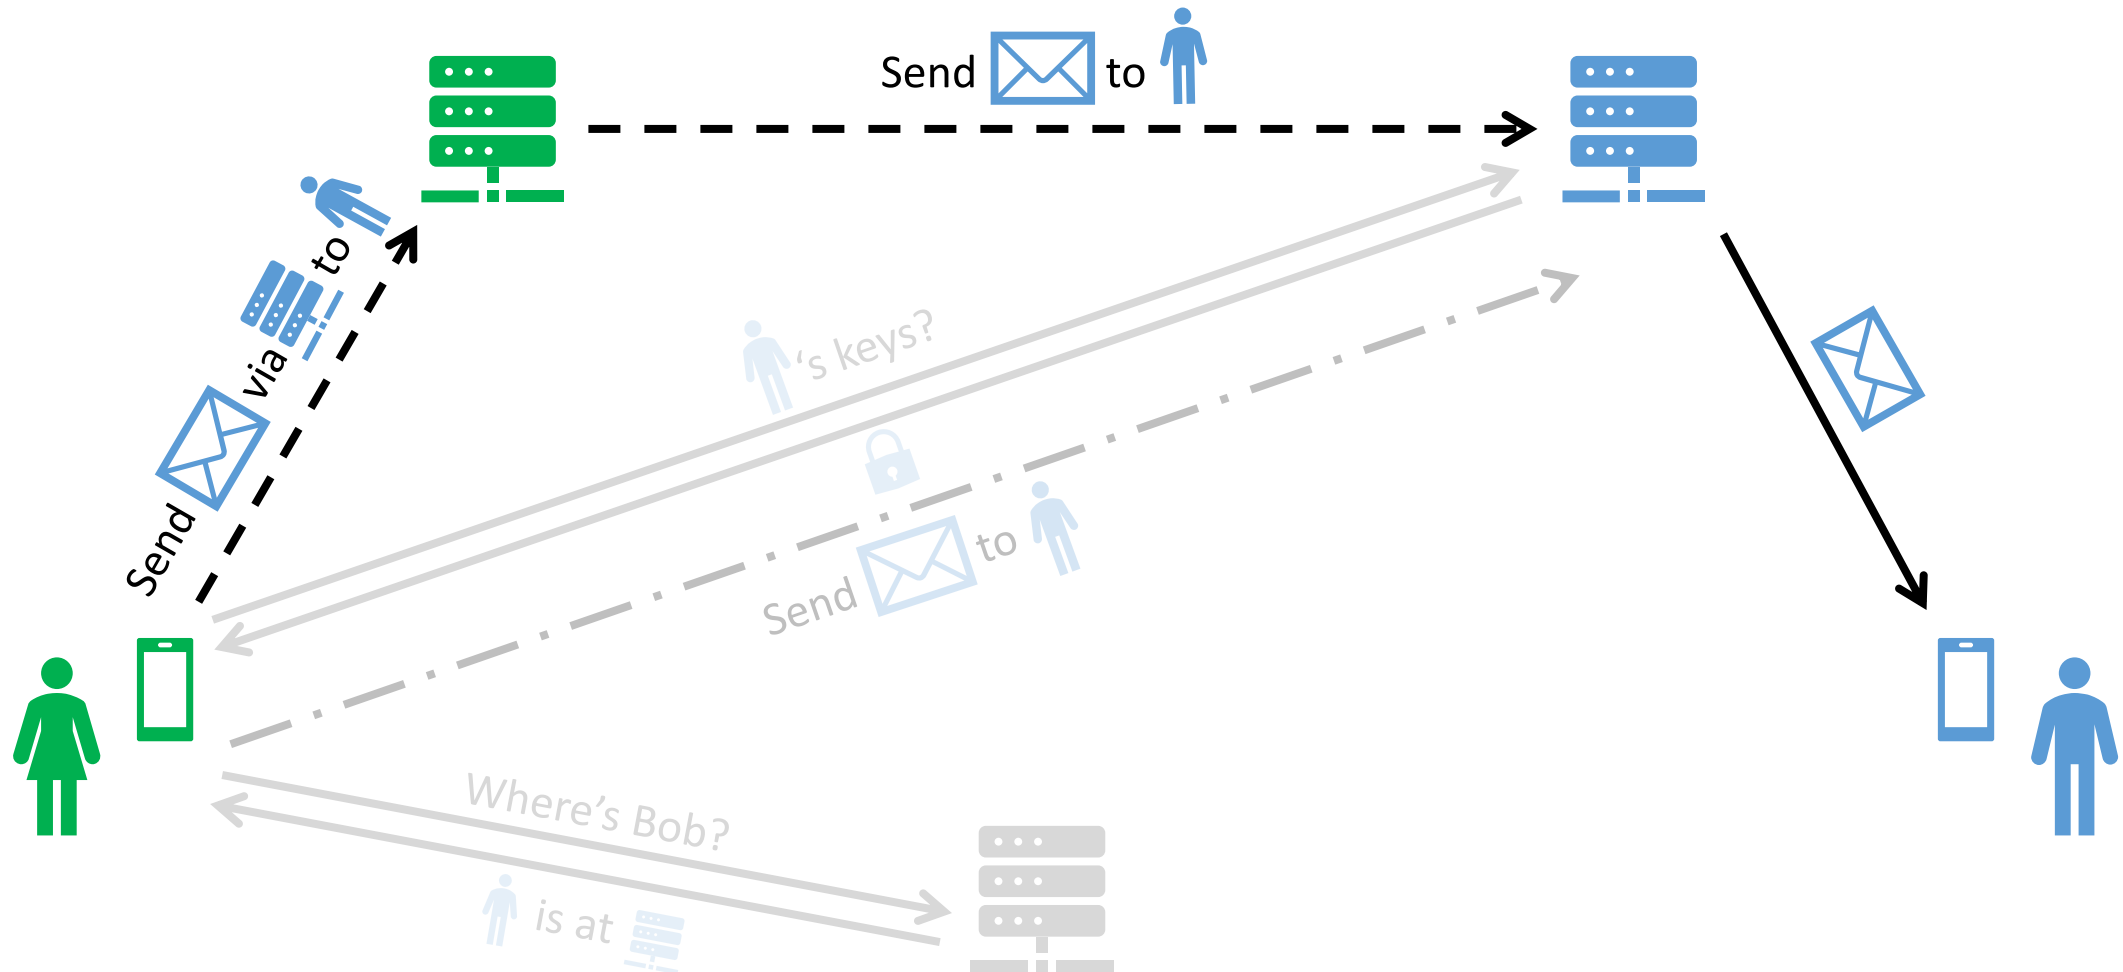 Send to
Send via to
's keys?
Send to
Where's Bob?
is at